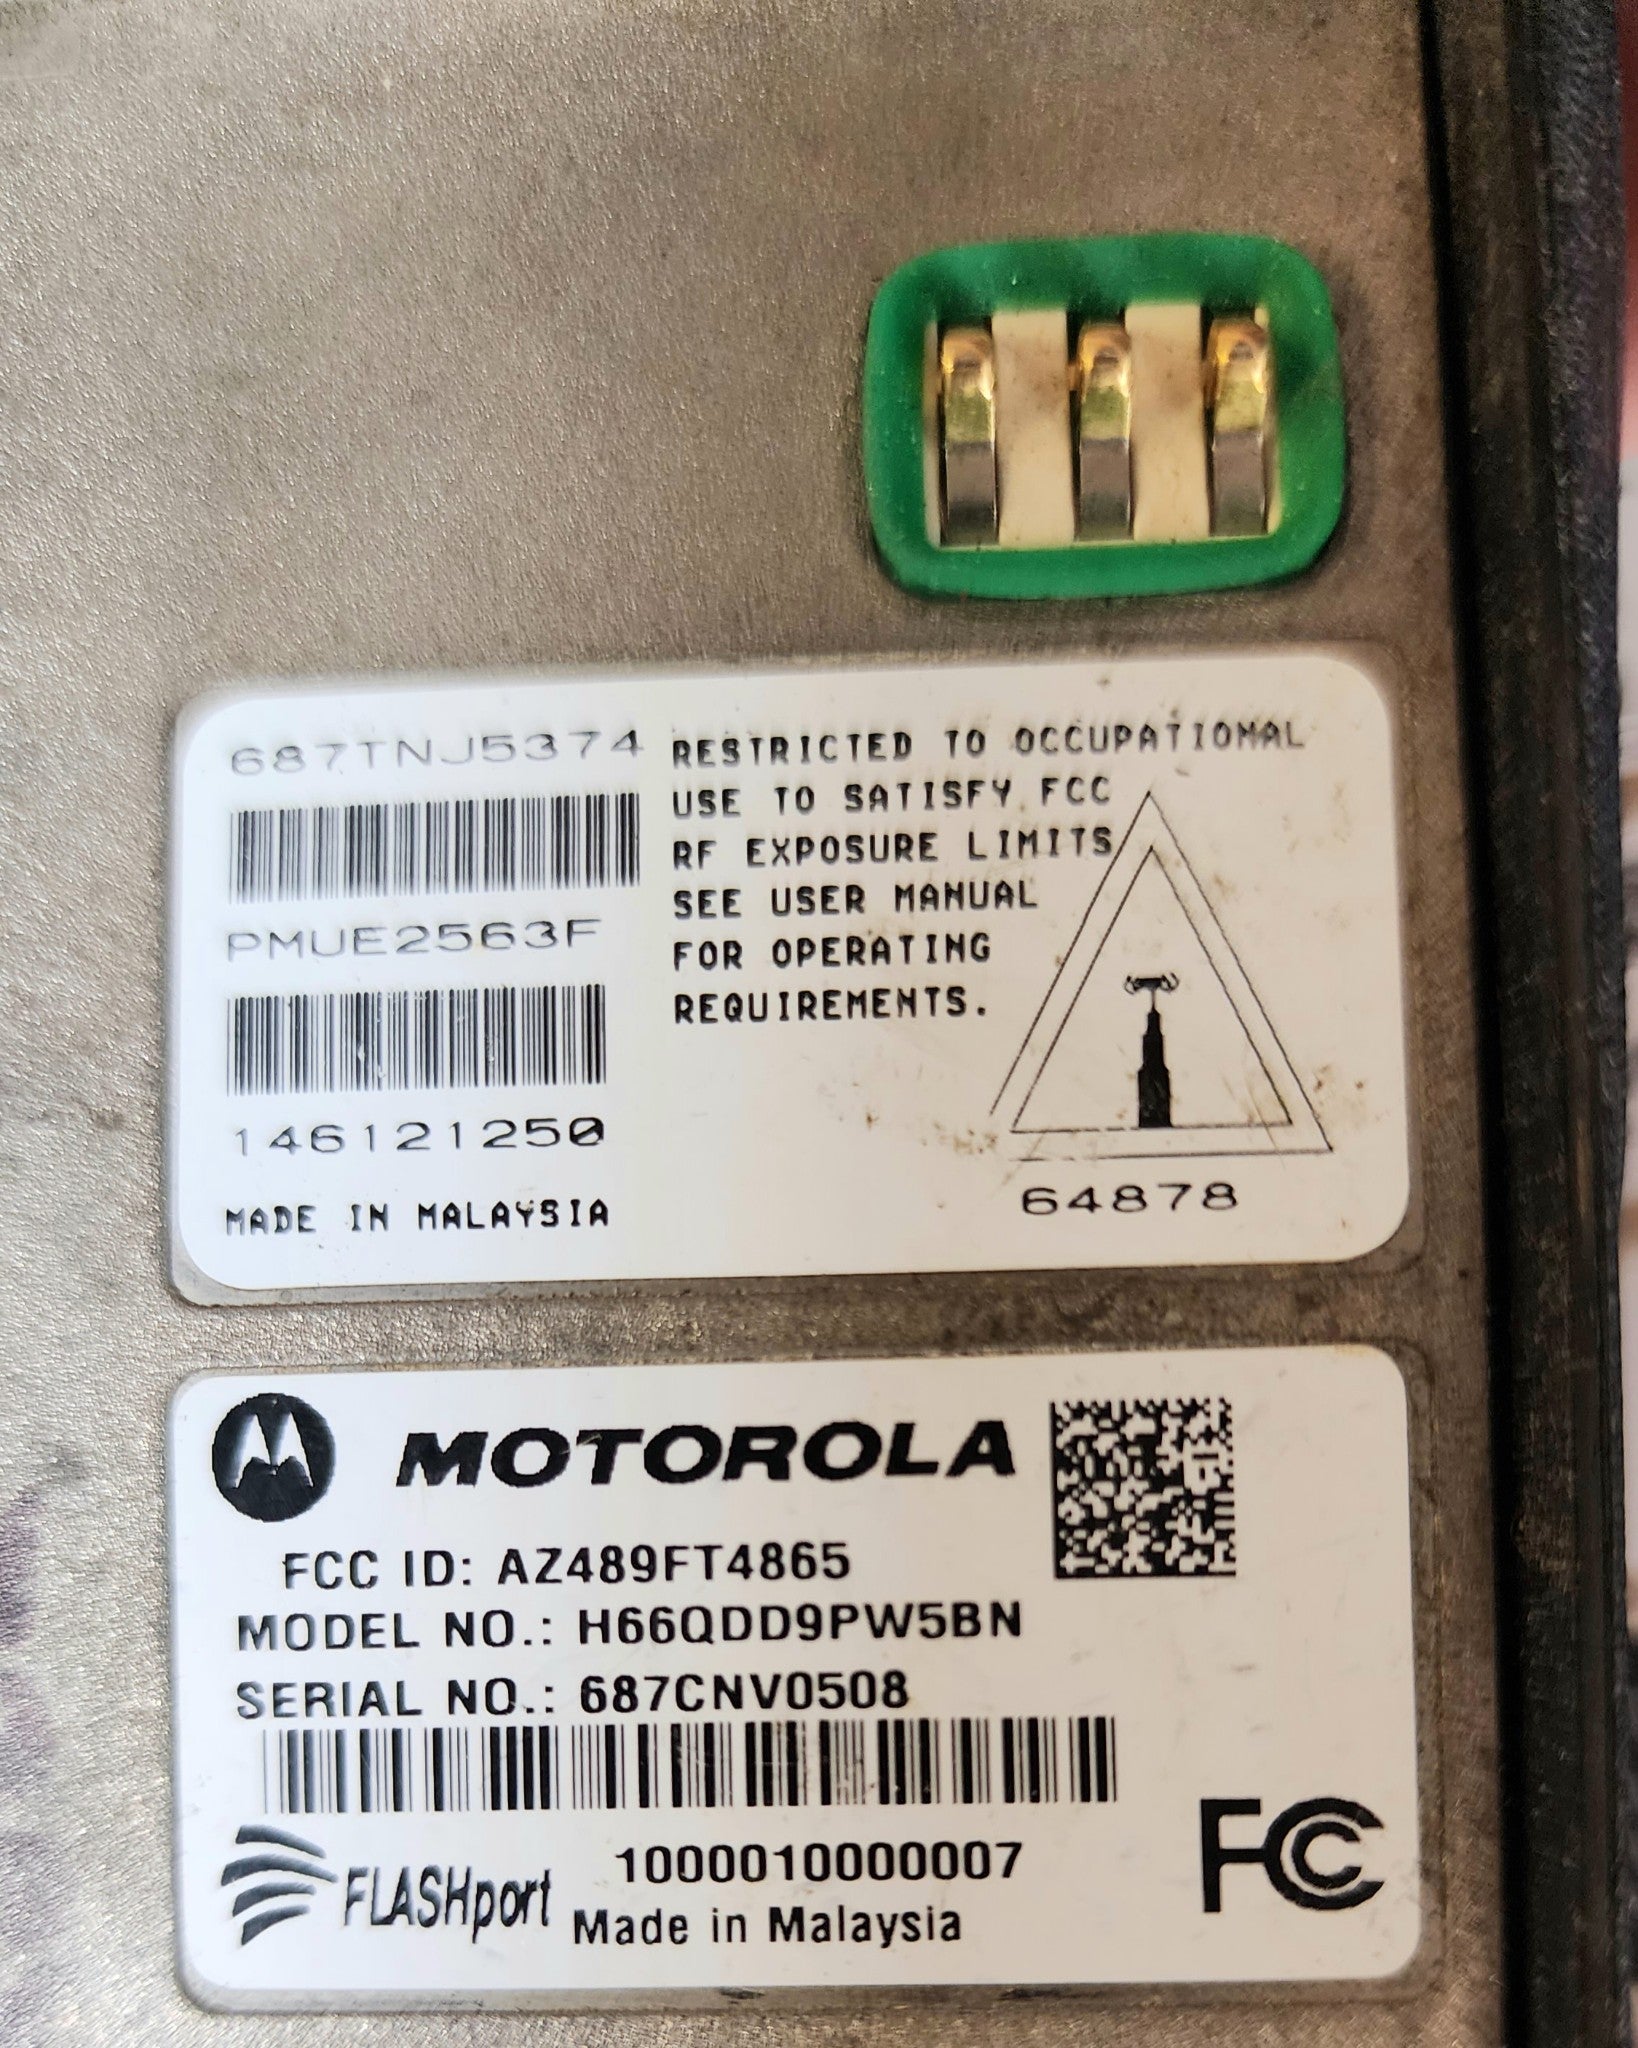 687TNJ5374
PMUE2563F
146121250
MADE IN MALAYSIA
RESTRICTED TO OCCUPATIONAL
USE TO SATISFY FCC
RF EXPOSURE LIMITS
SEE USER MANUAL
FOR OPERATING
REQUIREMENTS.
64878
MOTOROLA
FCC ID: AZ489FT4865
MODEL NO.: H66QDD9PW5BN
SERIAL NO.: 687CNV0508
FLASHport
1000010000007
Made in Malaysia
FCC